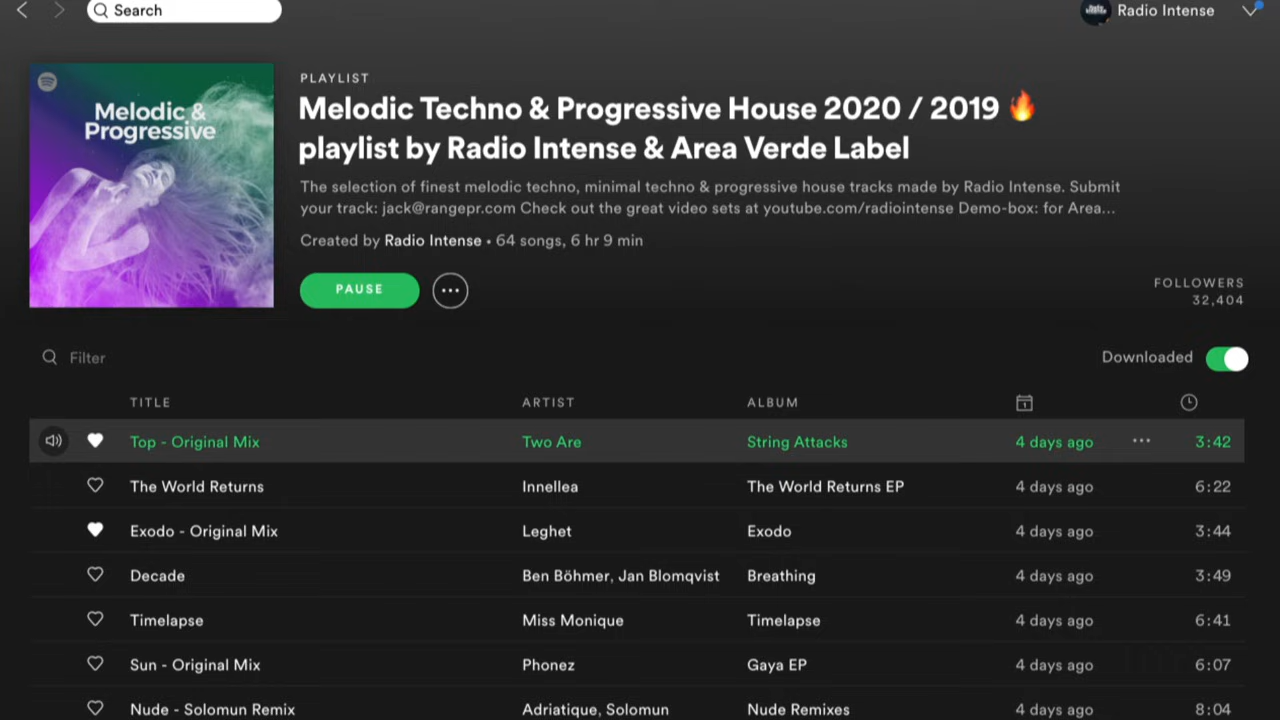 Search
Radio Intense
Melodic &
Progressive
PLAYLIST
Melodic Techno & Progressive House 2020 / 2019 🔥
playlist by Radio Intense & Area Verde Label
The selection of finest melodic techno, minimal techno & progressive house tracks made by Radio Intense. Submit
your track: jack@rangepr.com Check out the great video sets at youtube.com/radiointense Demo-box: for Area...
Created by Radio Intense • 64 songs, 6 hr 9 min
PAUSE
FOLLOWERS
32,404
Filter
Downloaded
TITLE ARTIST ALBUM
Top - Original Mix Two Are String Attacks 4 days ago 3:42
The World Returns Innellea The World Returns EP 4 days ago 6:22
Exodo - Original Mix Leghet Exodo 4 days ago 3:44
Decade Ben Böhmer, Jan Blomqvist Breathing 4 days ago 3:49
Timelapse Miss Monique Timelapse 4 days ago 6:41
Sun - Original Mix Phonez Gaya EP 4 days ago 6:07
Nude - Solomun Remix Adriatique, Solomun Nude Remixes 4 days ago 8:04